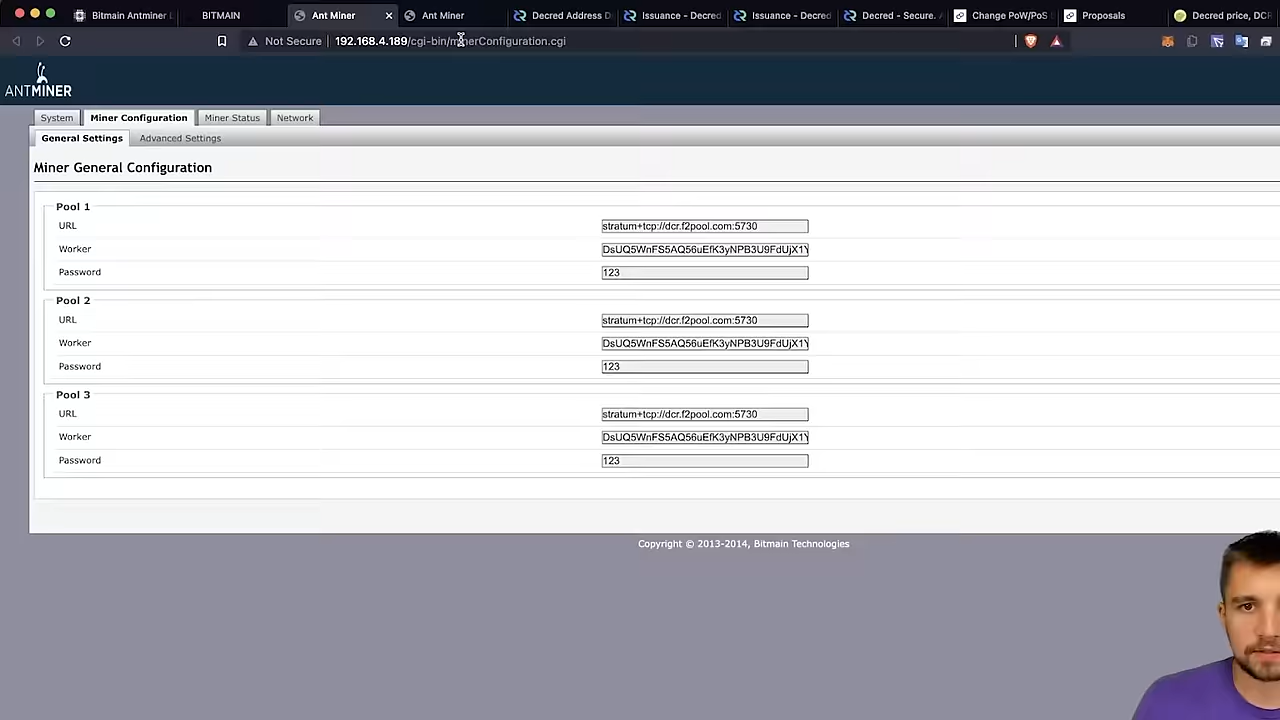 Bitmain Antminer
BITMAIN
Ant Miner
Ant Miner
Decred Address D
Issuance – Decred
Issuance – Decred
Decred - Secure. A
Change PoW/PoS
Proposals
Decred price, DCR
Not Secure | 192.168.4.189/cgi-bin/minerConfiguration.cgi
ANTMINER
System
Miner Configuration
Miner Status
Network
General Settings
Advanced Settings
Miner General Configuration
Pool 1
URL
stratum+tcp://dcr.f2pool.com:5730
Worker
DsUQ5WnFS5AQ56uEfK3yNPB3U9FdUjX1Y
Password
123
Pool 2
URL
stratum+tcp://dcr.f2pool.com:5730
Worker
DsUQ5WnFS5AQ56uEfK3yNPB3U9FdUjX1Y
Password
123
Pool 3
URL
stratum+tcp://dcr.f2pool.com:5730
Worker
DsUQ5WnFS5AQ56uEfK3yNPB3U9FdUjX1Y
Password
123
Copyright © 2013-2014, Bitmain Technologies